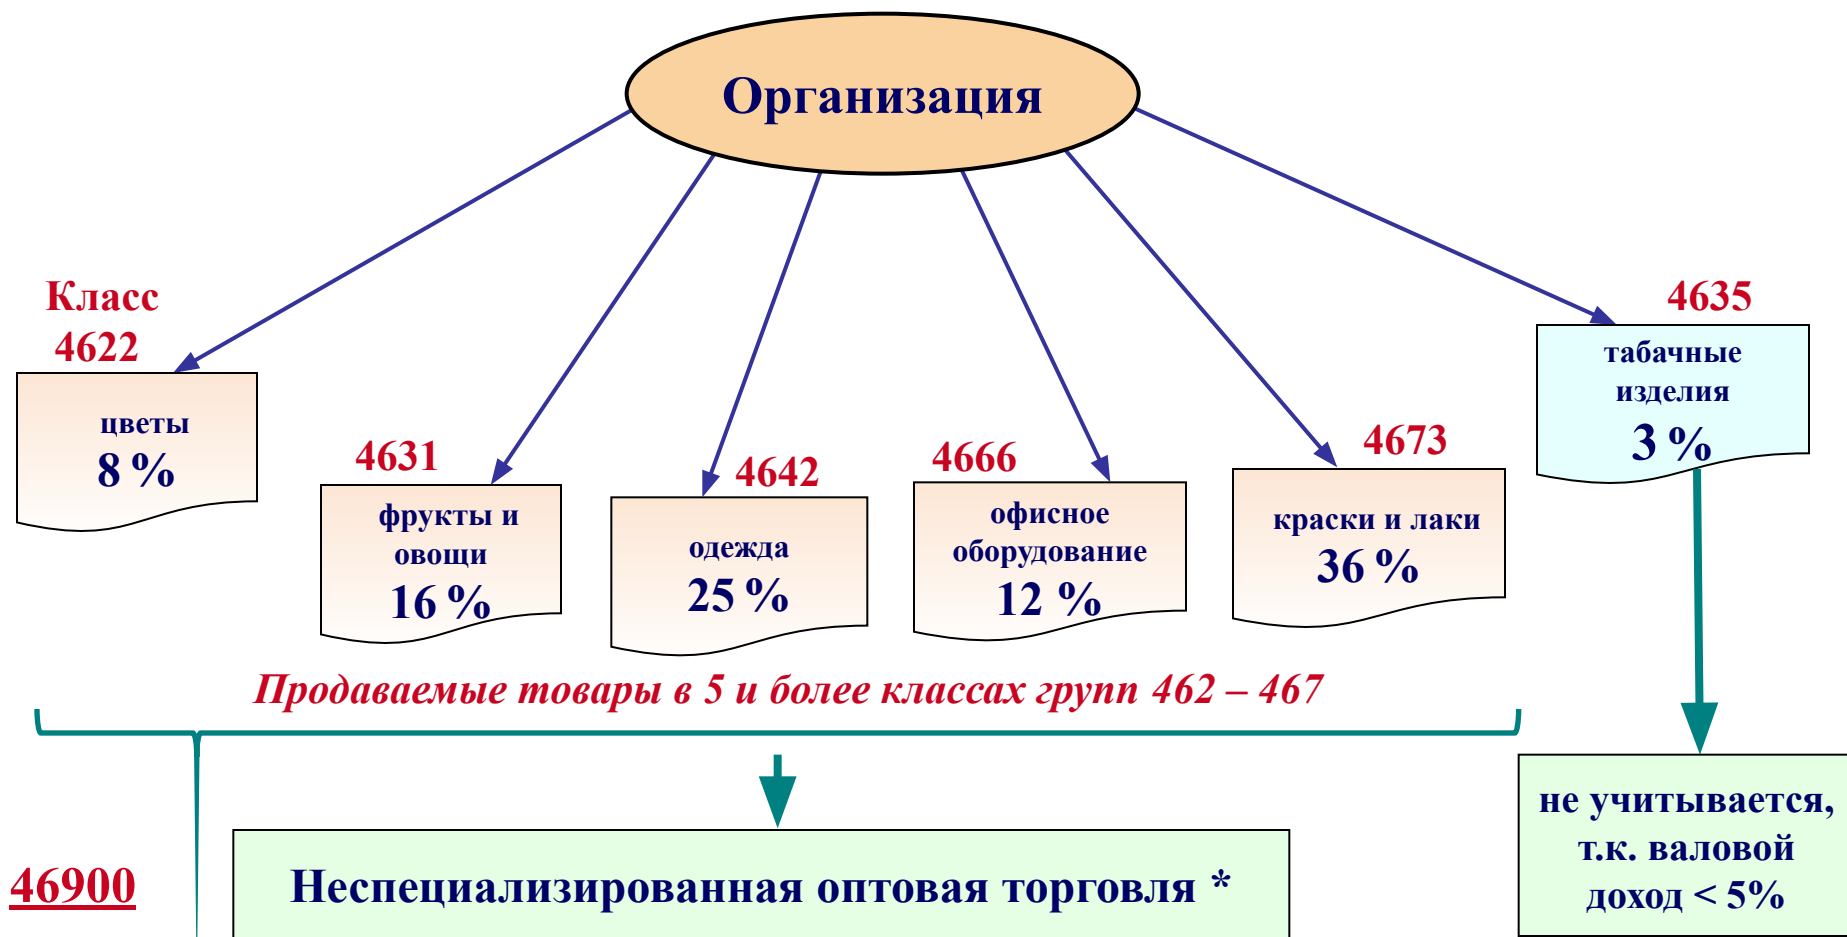 Организация
Класс
4622
цветы
8 %
4631
фрукты и
овощи
16 %
4642
одежда
25 %
4666
офисное
оборудование
12 %
4673
краски и лаки
36 %
4635
табачные
изделия
3 %
Продаваемые товары в 5 и более классах групп 462 – 467
46900
Неспециализированная оптовая торговля *
не учитывается,
т.к. валовой
доход < 5%